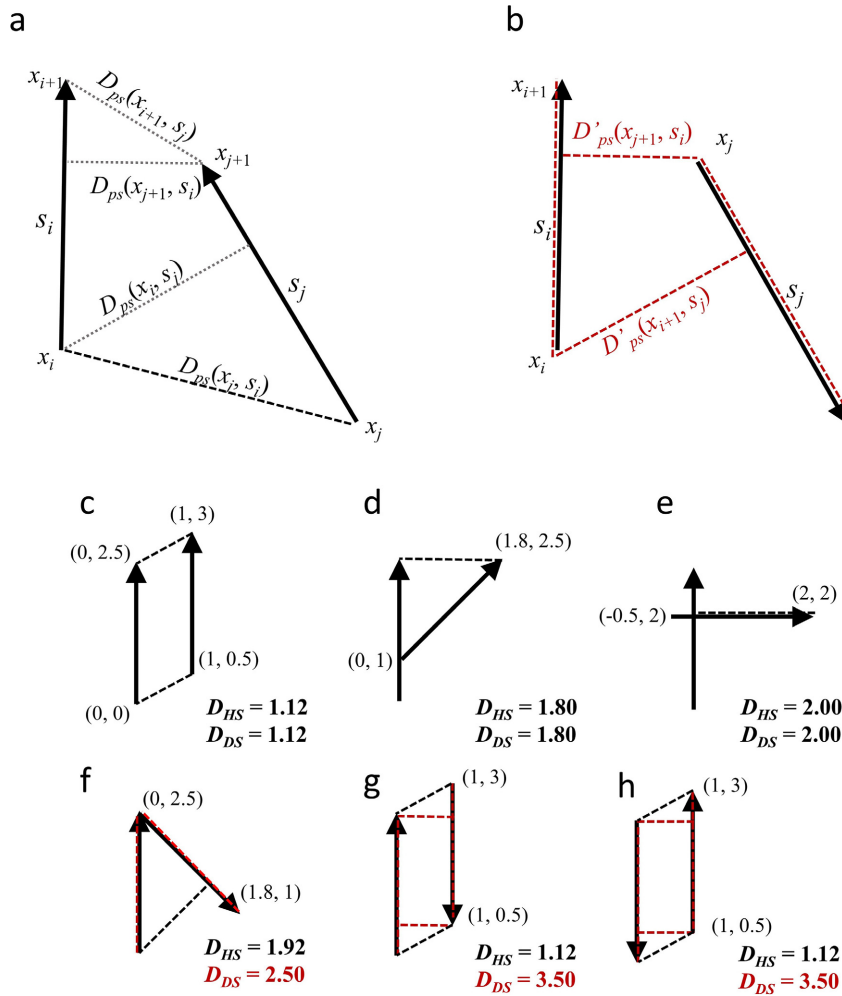 a
b
x_{i+1}
D_{ps}(x_{i+1}, s_j)
x_{j+1}
D_{ps}(x_{j+1}, s_i)
s_i
D_{ps}(x_i, s_j)
s_j
x_i
D_{ps}(x_j, s_i)
x_j
x_{i+1}
D'_{ps}(x_{j+1}, s_i)
x_j
s_i
s_j
x_i
D'_{ps}(x_{i+1}, s_j)
c
(1, 3)
(0, 2.5)
(1, 0.5)
(0, 0)
D_{HS} = 1.12
D_{DS} = 1.12
d
(1.8, 2.5)
(0, 1)
D_{HS} = 1.80
D_{DS} = 1.80
e
(2, 2)
(-0.5, 2)
D_{HS} = 2.00
D_{DS} = 2.00
f
(0, 2.5)
(1.8, 1)
D_{HS} = 1.92
D_{DS} = 2.50
g
(1, 3)
(1, 0.5)
D_{HS} = 1.12
D_{DS} = 3.50
h
(1, 3)
(1, 0.5)
D_{HS} = 1.12
D_{DS} = 3.50